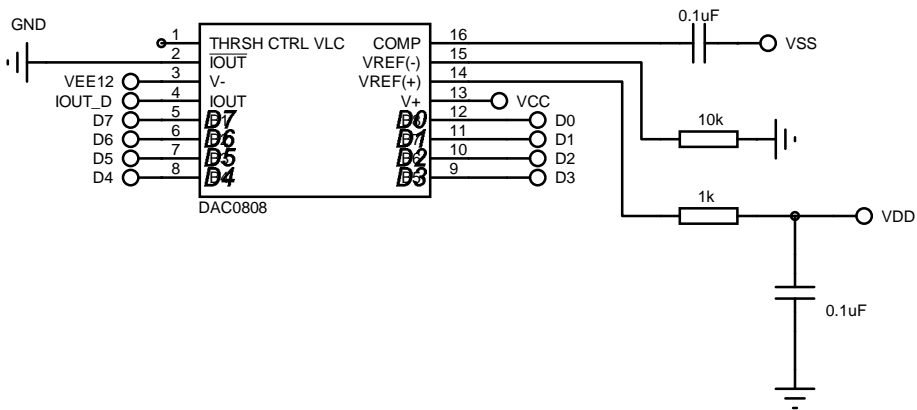 0.1uF
GND
1 THRSH CTRL VLC COMP 16
VSS
2 IOUT VREF(-) 15
VEE12 3 V- VREF(+) 14
IOUT_D 4 IOUT V+ 13 VCC
D7 5 D7 D0 12 D0
D6 6 D6 D1 11 D1
10k
D5 7 D5 D2 10 D2
D4 8 D4 D3 9 D3
DAC0808
1k
VDD
0.1uF